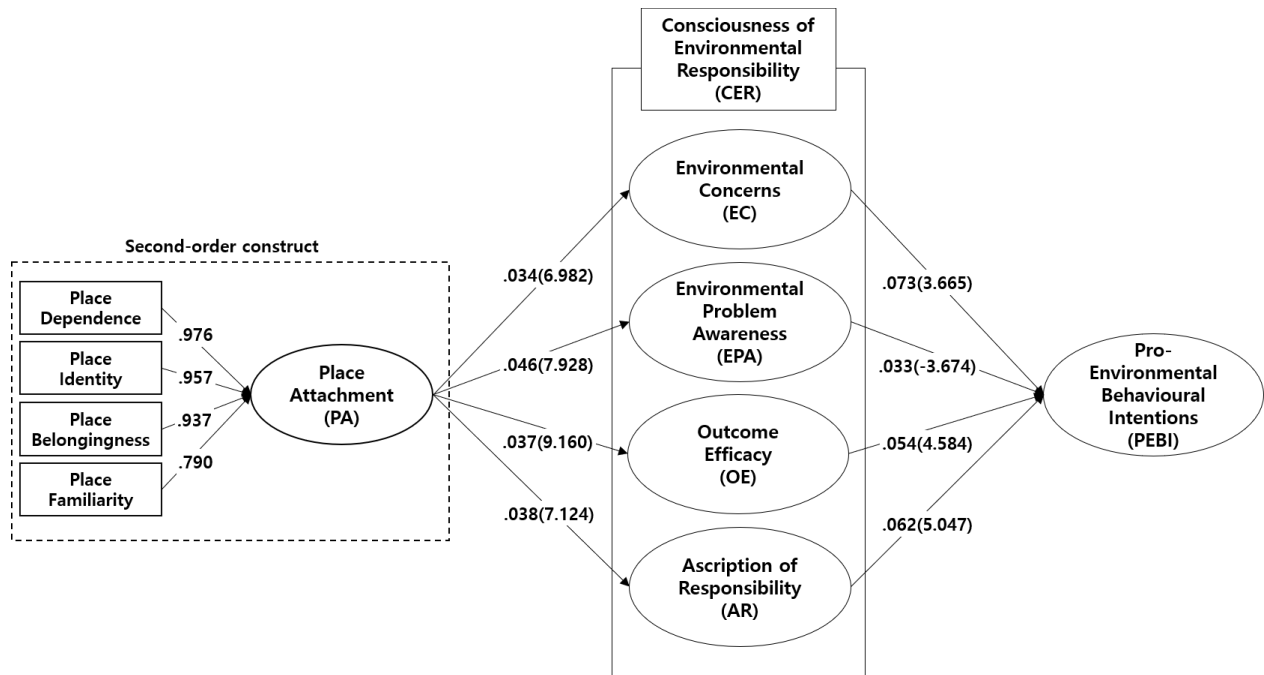 Consciousness of
Environmental
Responsibility
(CER)
Second-order construct
Place
Dependence
Place
Identity
Place
Belongingness
Place
Familiarity
.976
.957
.937
.790
Place
Attachment
(PA)
.034(6.982)
.046(7.928)
.037(9.160)
.038(7.124)
Environmental
Concerns
(EC)
Environmental
Problem
Awareness
(EPA)
Outcome
Efficacy
(OE)
Ascription of
Responsibility
(AR)
.073(3.665)
.033(-3.674)
.054(4.584)
.062(5.047)
Pro-
Environmental
Behavioural
Intentions
(PEBI)